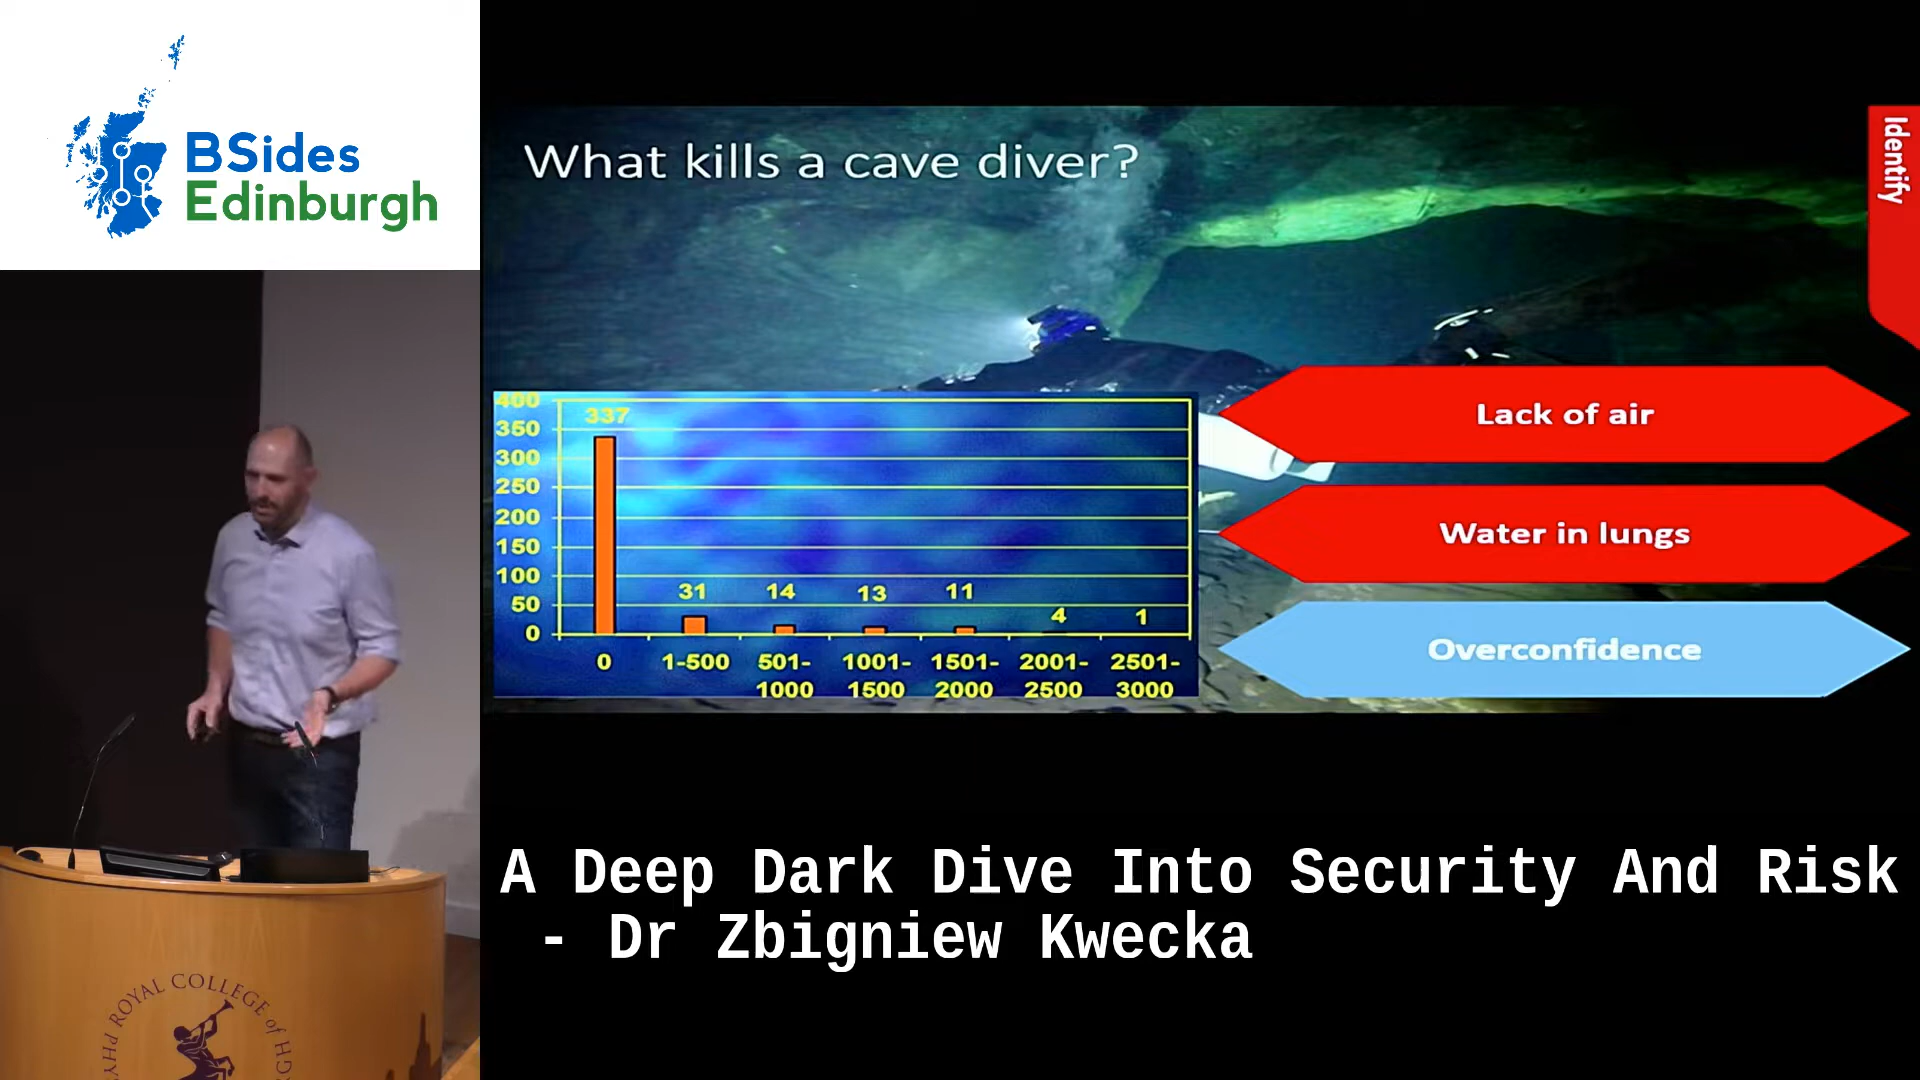 BSides
Edinburgh
What kills a cave diver?
Identify
400
350
300
250
200
150
100
50
0
337
31
14
13
11
4
1
0
1-500
501-
1000
1001-
1500
1501-
2000
2001-
2500
2501-
3000
Lack of air
Water in lungs
Overconfidence
A Deep Dark Dive Into Security And Risk
- Dr Zbigniew Kwecka
ROYAL COLLEGE of